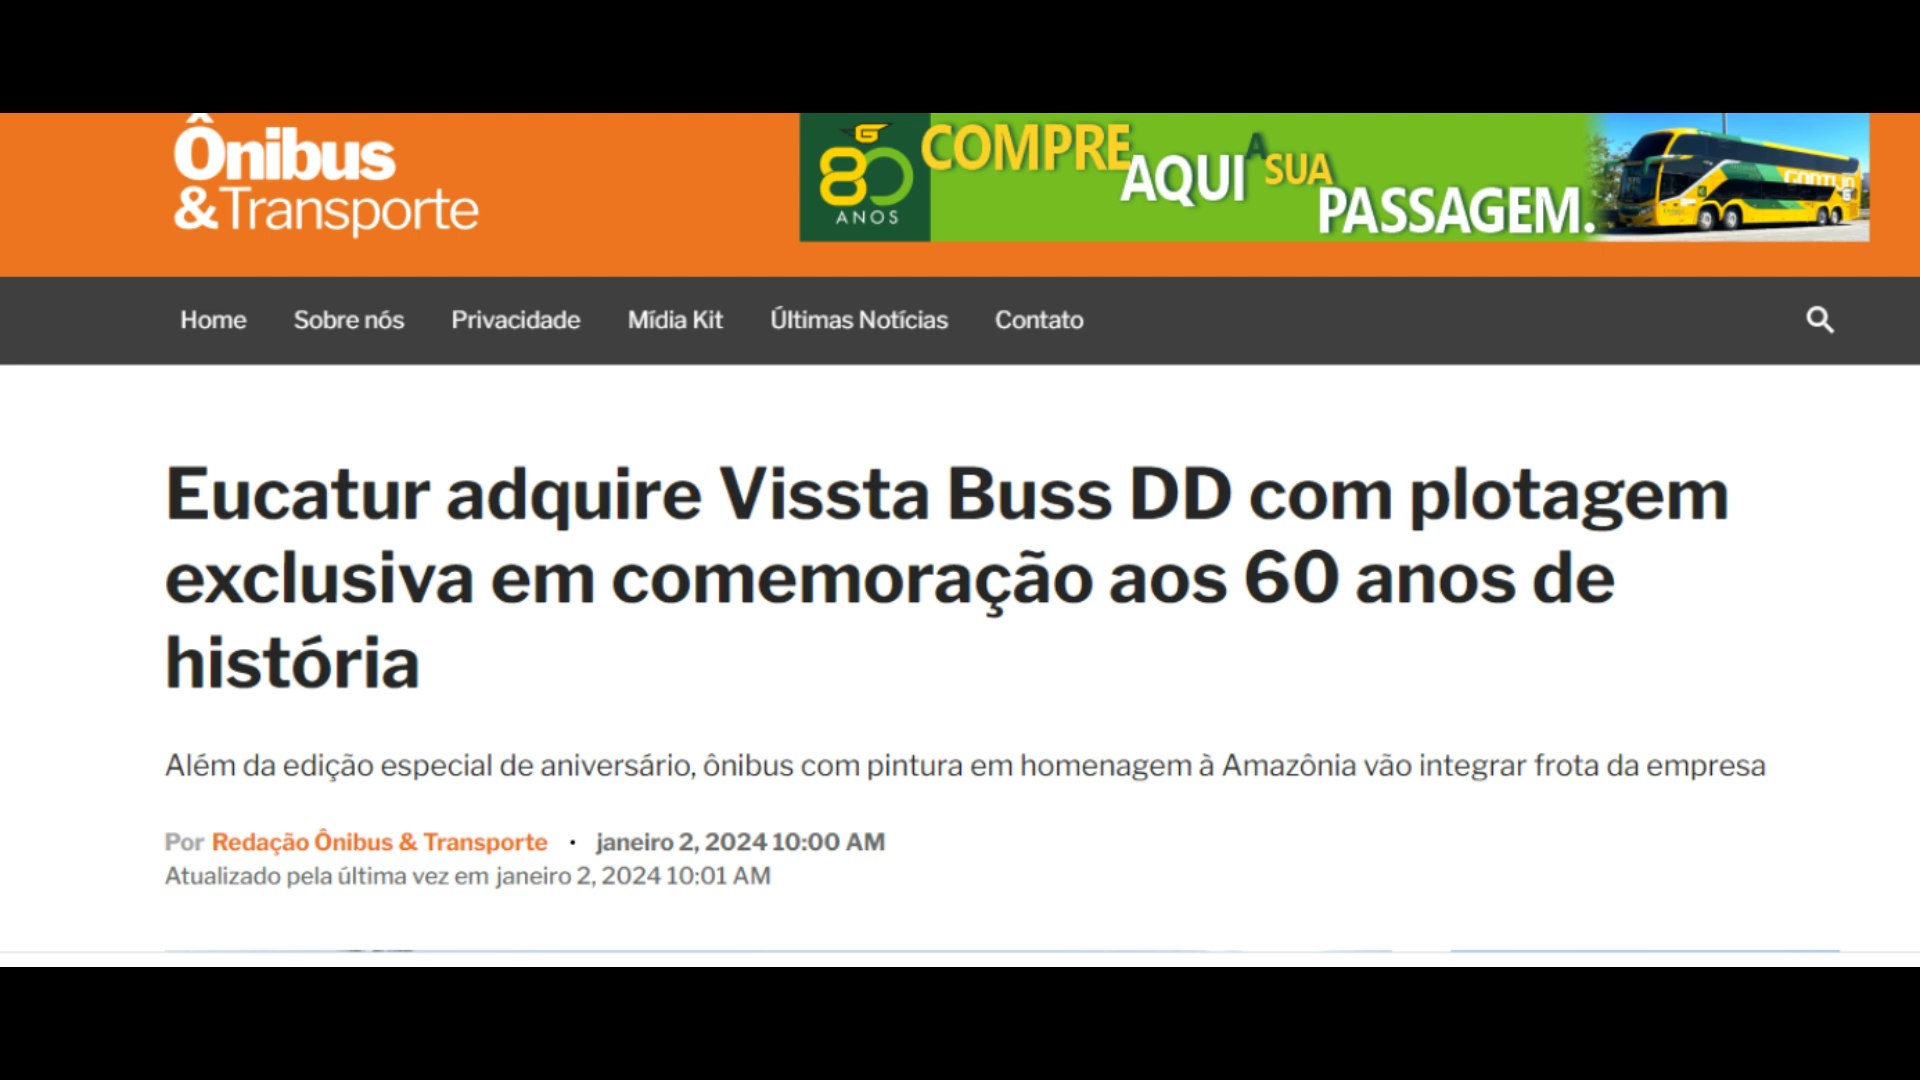 Ônibus
&Transporte
G
80
ANOS
COMPRE
AQUI
A
SUA
PASSAGEM.
GONTIJO
Home Sobre nós Privacidade Mídia Kit Últimas Notícias Contato
Eucatur adquire Vissta Buss DD com plotagem
exclusiva em comemoração aos 60 anos de
história
Além da edição especial de aniversário, ônibus com pintura em homenagem à Amazônia vão integrar frota da empresa
Por Redação Ônibus & Transporte · janeiro 2, 2024 10:00 AM
Atualizado pela última vez em janeiro 2, 2024 10:01 AM